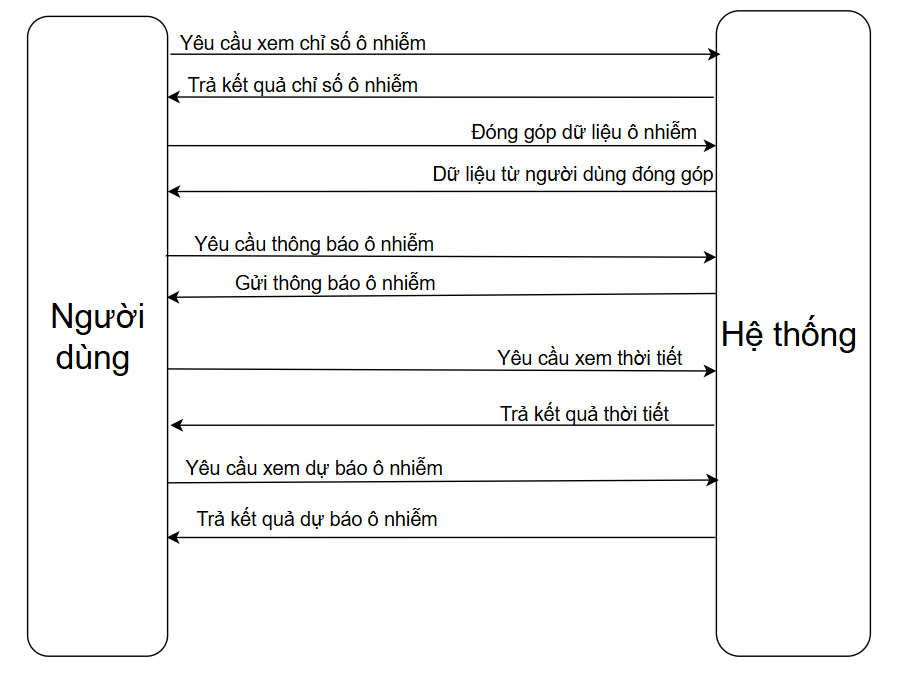 Yêu cầu xem chỉ số ô nhiễm
Trả kết quả chỉ số ô nhiễm
Đóng góp dữ liệu ô nhiễm
Dữ liệu từ người dùng đóng góp
Yêu cầu thông báo ô nhiễm
Gửi thông báo ô nhiễm
Người
dùng
Hệ thống
Yêu cầu xem thời tiết
Trả kết quả thời tiết
Yêu cầu xem dự báo ô nhiễm
Trả kết quả dự báo ô nhiễm